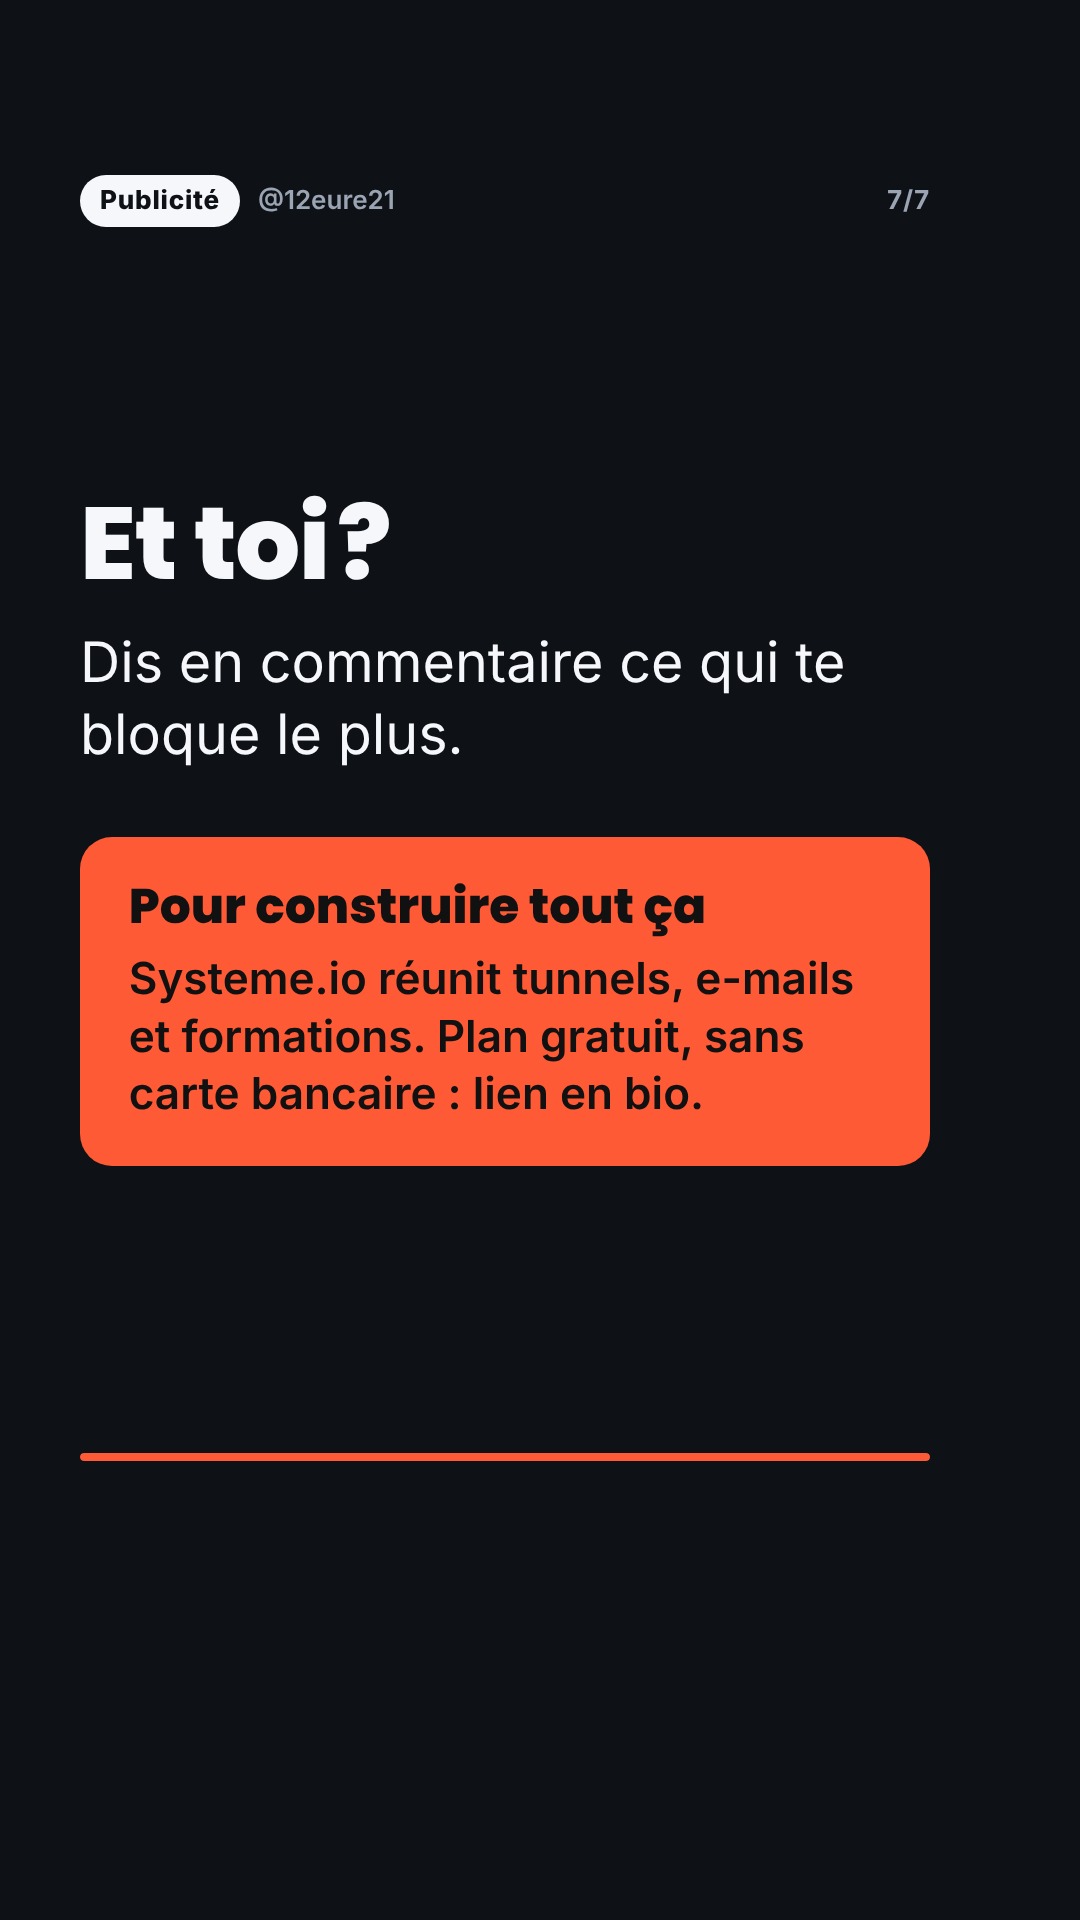 Publicité @12eure21 7/7
Et toi ?
Dis en commentaire ce qui te
bloque le plus.
Pour construire tout ça
Systeme.io réunit tunnels, e-mails
et formations. Plan gratuit, sans
carte bancaire : lien en bio.